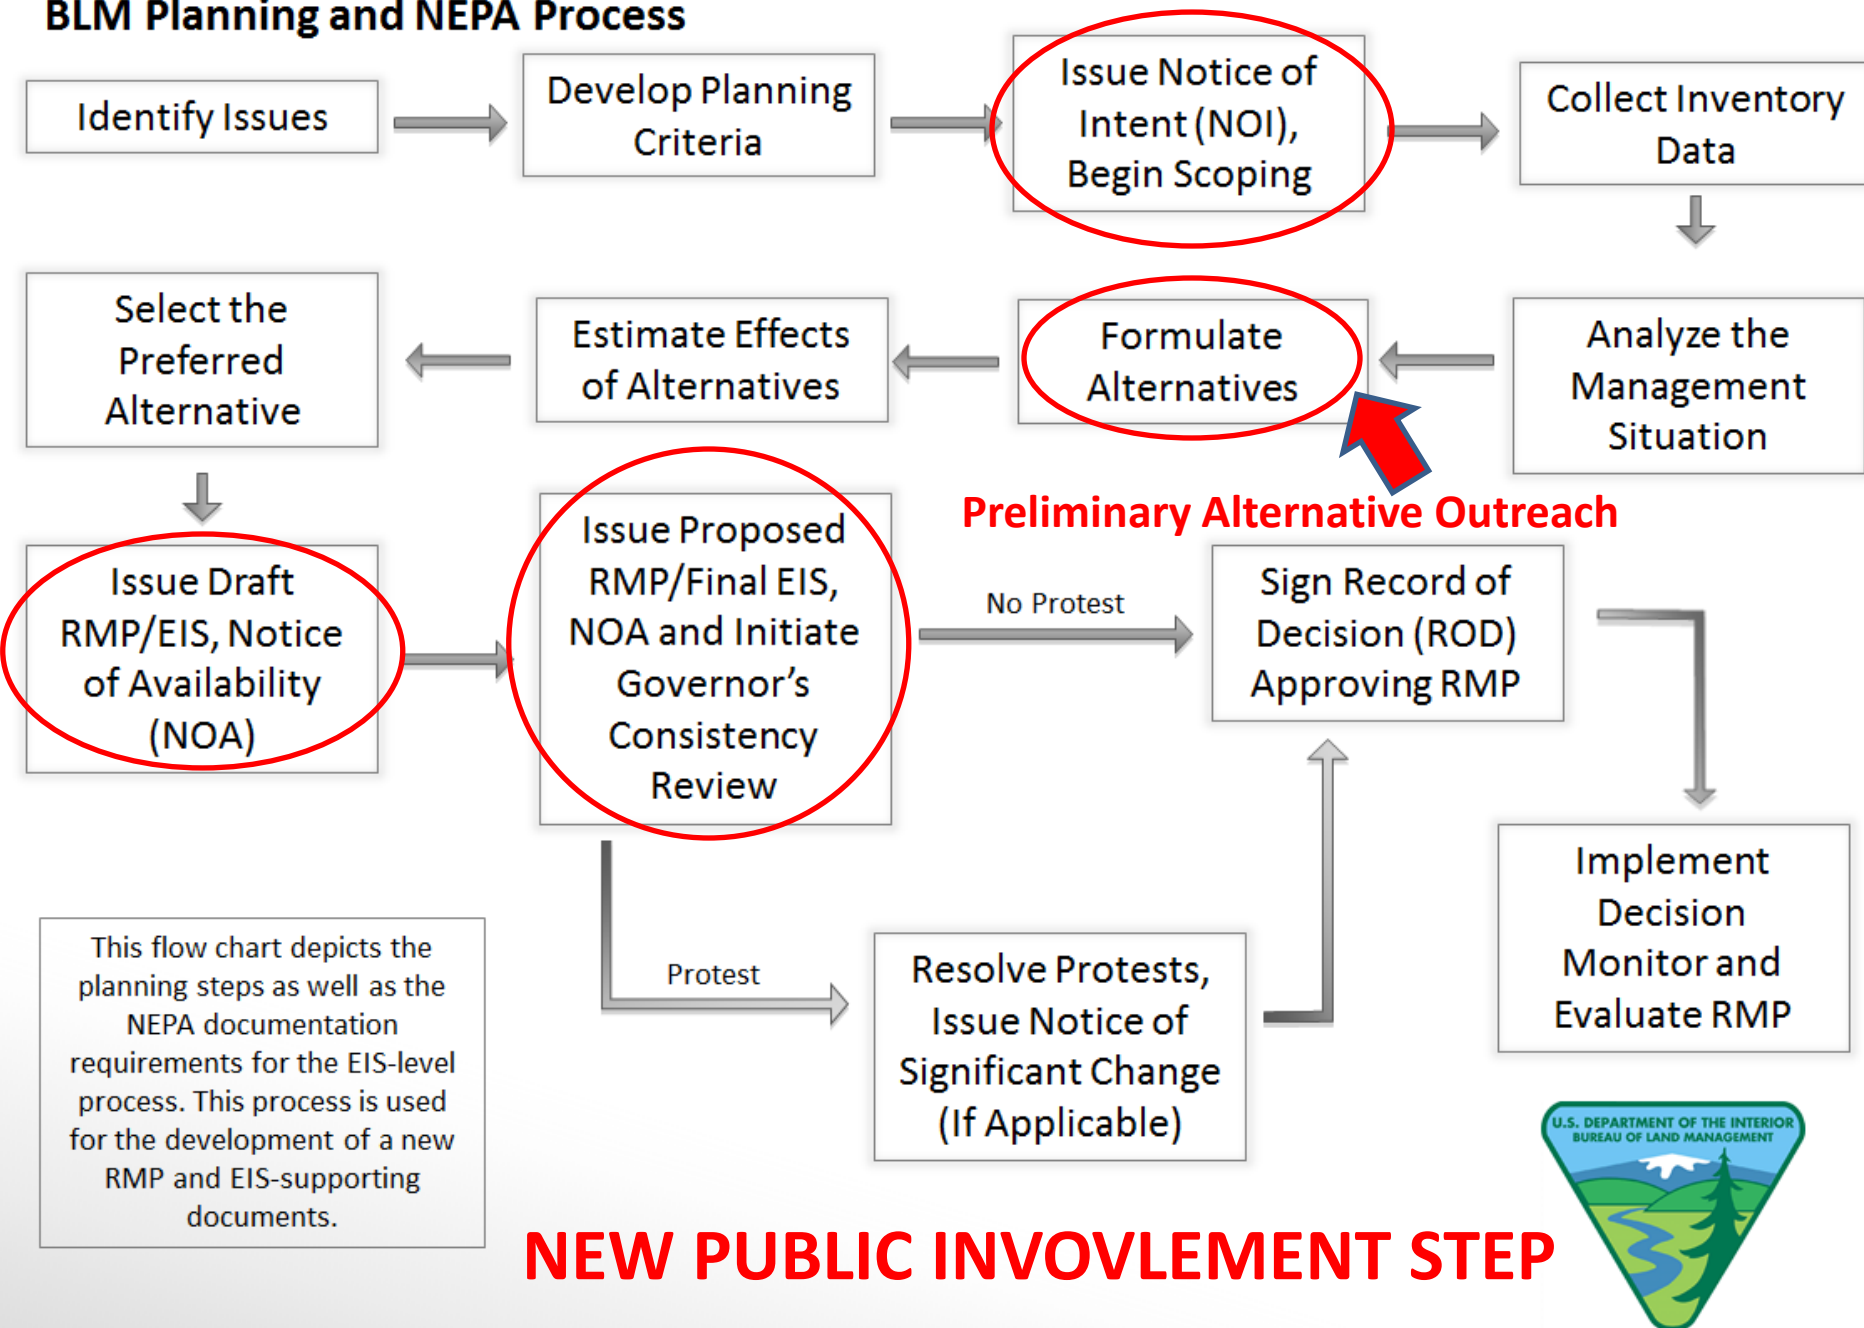 BLM Planning and NEPA Process
Identify Issues
Develop Planning
Criteria
Issue Notice of
Intent (NOI),
Begin Scoping
Collect Inventory
Data
Select the
Preferred
Alternative
Estimate Effects
of Alternatives
Formulate
Alternatives
Analyze the
Management
Situation
Preliminary Alternative Outreach
Issue Draft
RMP/EIS, Notice
of Availability
(NOA)
Issue Proposed
RMP/Final EIS,
NOA and Initiate
Governor's
Consistency
Review
No Protest
Sign Record of
Decision (ROD)
Approving RMP
Implement
Decision
Monitor and
Evaluate RMP
Protest
Resolve Protests,
Issue Notice of
Significant Change
(If Applicable)
This flow chart depicts the
planning steps as well as the
NEPA documentation
requirements for the EIS-level
process. This process is used
for the development of a new
RMP and EIS-supporting
documents.
NEW PUBLIC INVOVLEMENT STEP
U.S. DEPARTMENT OF THE INTERIOR
BUREAU OF LAND MANAGEMENT